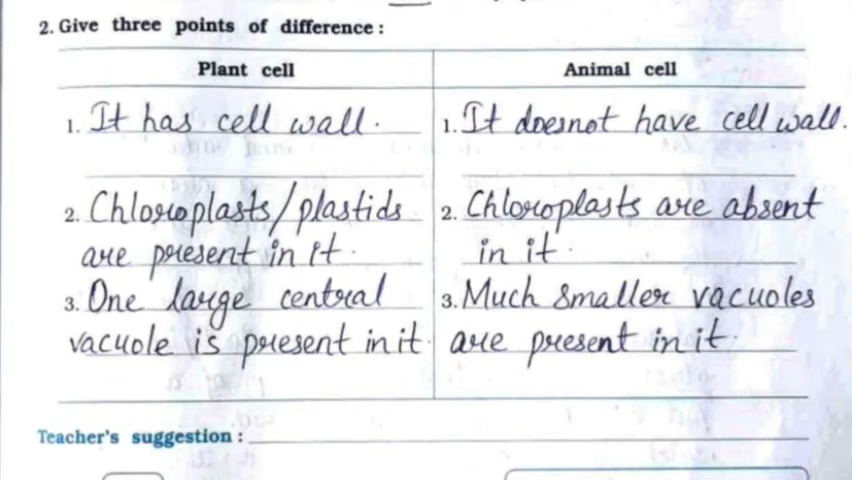 2. Give three points of difference :
Plant cell
Animal cell
1. It has cell wall.
1. It doesnot have cell wall.
2. Chloroplasts/plastids
are present in it.
2. Chloroplasts are absent
in it.
3. One large central
vacuole is present in it.
3. Much smaller vacuoles
are present in it.
Teacher's suggestion :